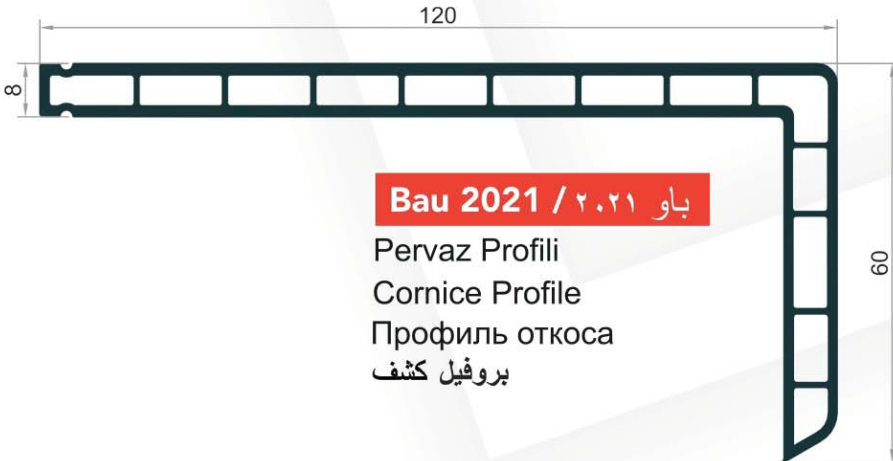 120
8
Bau 2021 / باو ٢٠٢١
Pervaz Profili
Cornice Profile
Профиль откоса
بروفيل كشف
60